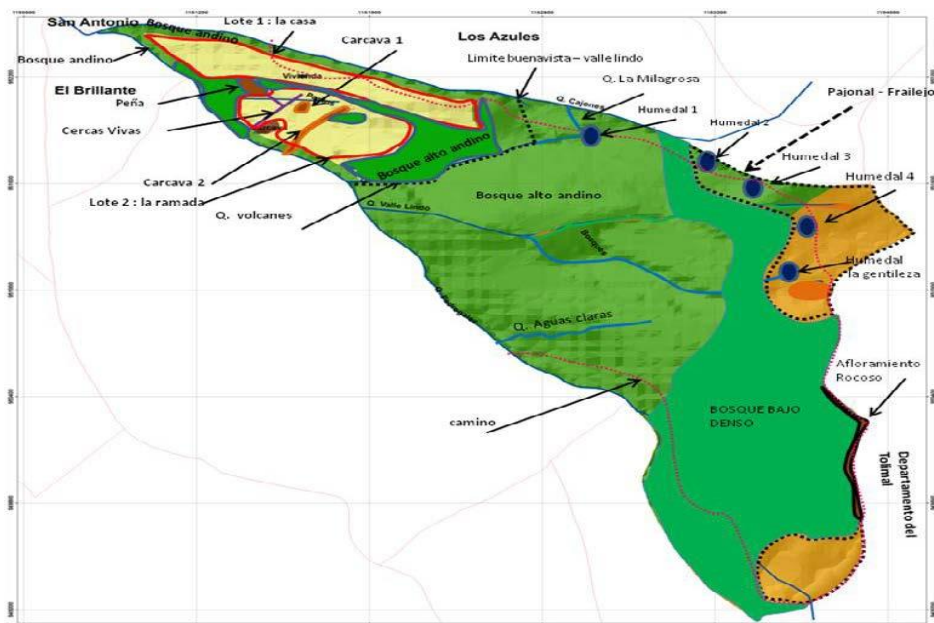 San Antonio
Bosque andino
Lote 1 : la casa
Carcava 1
Los Azules
Bosque andino
Limite buenavista – valle lindo
Q. La Milagrosa
Vivienda
Pajonal - Frailejo
El Brillante
Peña
Q. Cajones
Humedal 1
Humedal 2
Cercas Vivas
Humedal 3
Bosque alto andino
Carcava 2
Humedal 4
Lote 2 : la ramada
Bosque alto andino
Q. volcanes
Q. Valle Lindo
Bosques
Humedal
la gentileza
Q. Aguas Claras
Afloramiento
Rocoso
camino
BOSQUE BAJO
DENSO
Departamento del
Tolimal